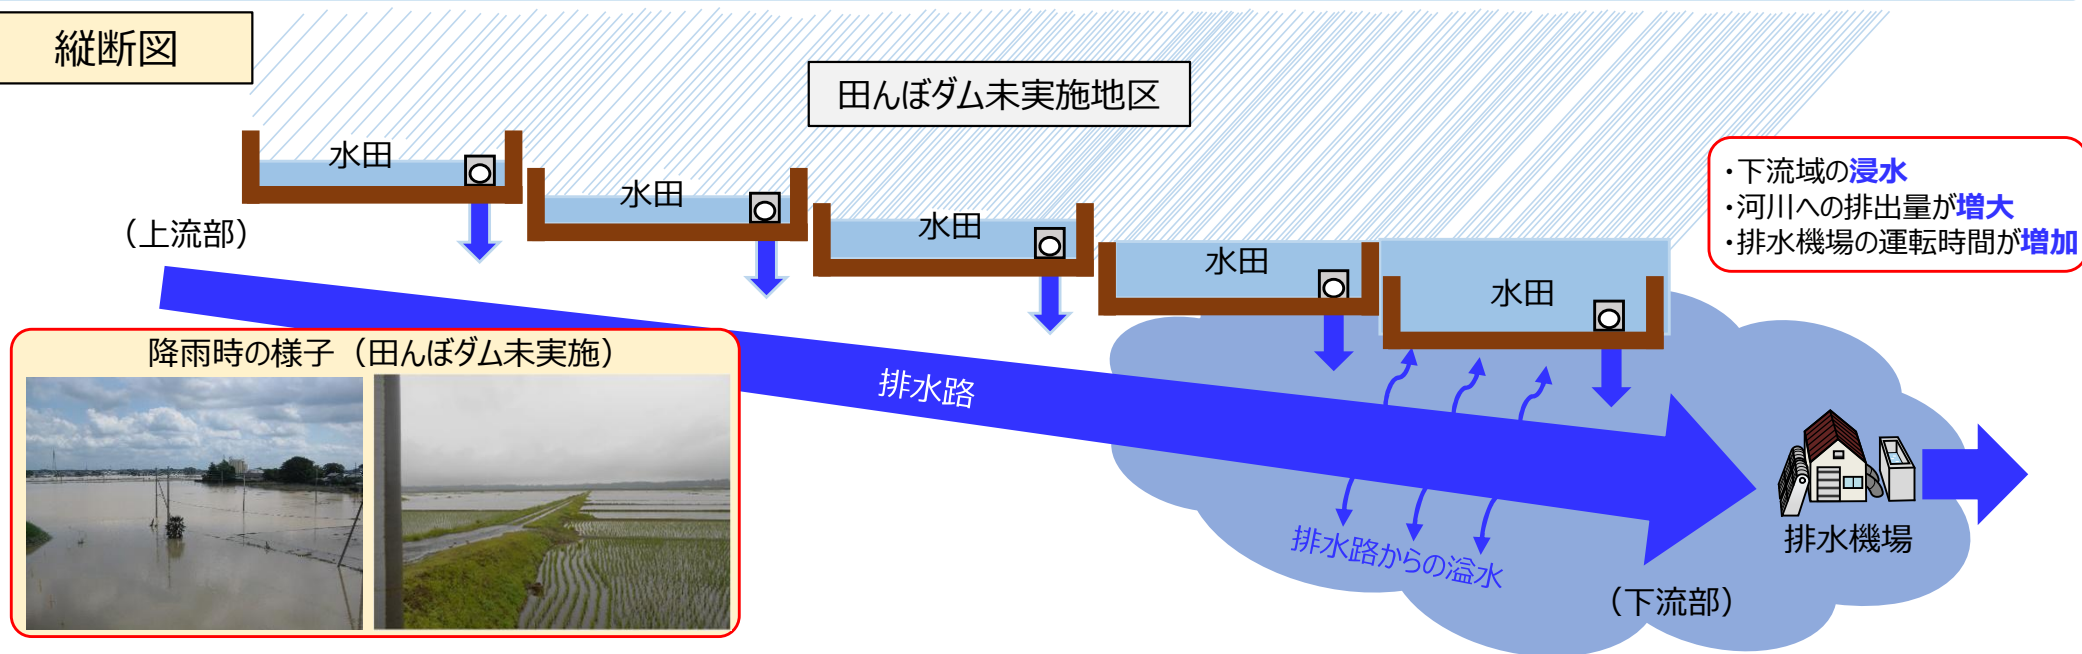 縦断図
田んぼダム未実施地区
水田
水田
水田
水田
水田
（上流部）
・下流域の浸水
・河川への排出量が増大
・排水機場の運転時間が増加
降雨時の様子（田んぼダム未実施）
排水路
排水路からの溢水
排水機場
（下流部）